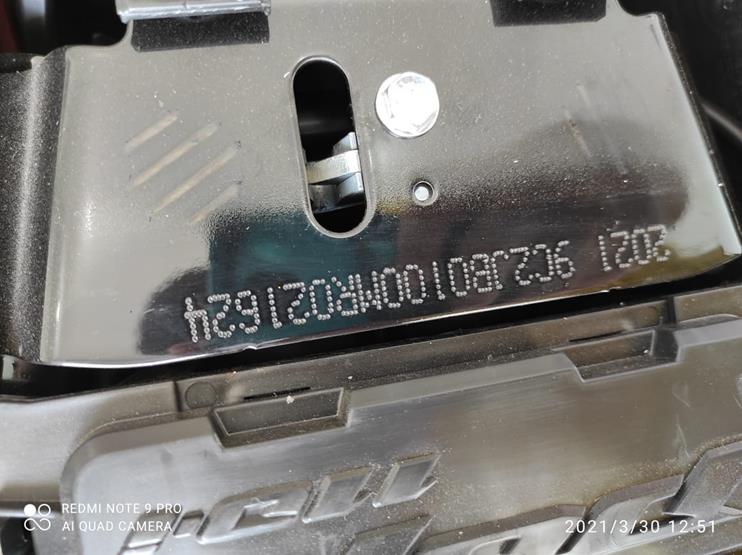 2021 9C2JB0100MR021624
REDMI NOTE 9 PRO
AI QUAD CAMERA
2021/3/30 12:51